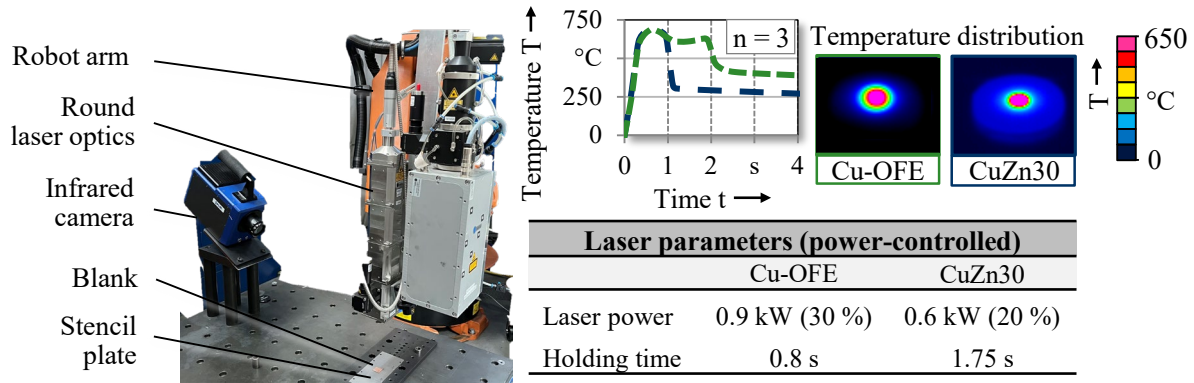 Robot arm
Round
laser optics
Infrared
camera
Blank
Stencil
plate
Temperature T
750
°C
250
0
n = 3
0
1
2
s
4
Time t
Temperature distribution
Cu-OFE
CuZn30
T
650
°C
0
Laser parameters (power-controlled)
Cu-OFE CuZn30
Laser power 0.9 kW (30 %) 0.6 kW (20 %)
Holding time 0.8 s 1.75 s